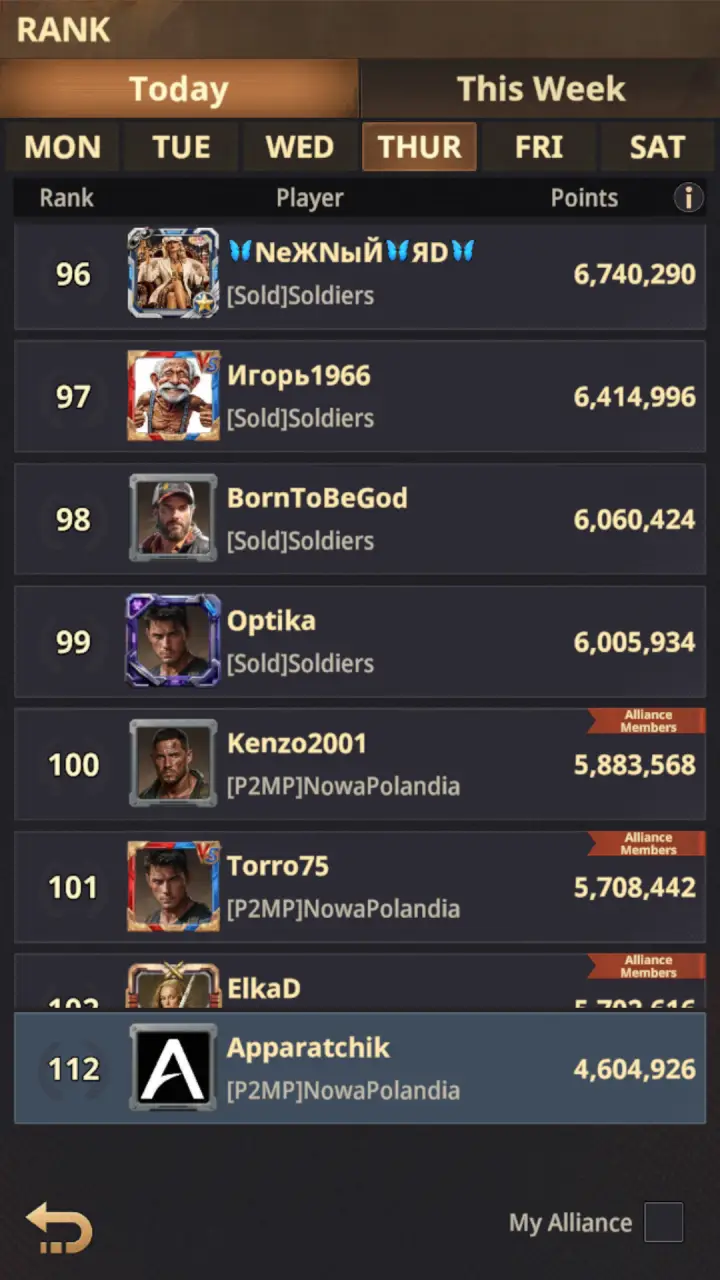 RANK
Today
This Week
MON
TUE
WED
THUR
FRI
SAT
Rank
Player
Points
i
96
🦋NeЖNыЙ🦋ЯD🦋
[Sold]Soldiers
6,740,290
97
Игорь1966
[Sold]Soldiers
6,414,996
98
BornToBeGod
[Sold]Soldiers
6,060,424
99
Optika
[Sold]Soldiers
6,005,934
Alliance
Members
100
Kenzo2001
[P2MP]NowaPolandia
5,883,568
Alliance
Members
101
Torro75
[P2MP]NowaPolandia
5,708,442
Alliance
Members
102
ElkaD
112
Apparatchik
[P2MP]NowaPolandia
4,604,926
My Alliance